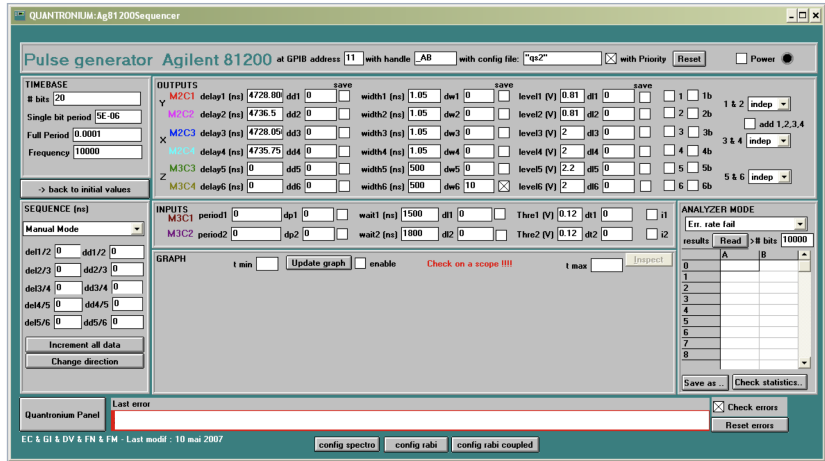 QUANTRONIUM:Ag81200Sequencer
Pulse generator Agilent 81200 at GPIB address 11 with handle _AB with config file: "qs2" with Priority Reset Power
TIMEBASE
# bits 20
Single bit period 5E-06
Full Period 0.0001
Frequency 10000
-> back to initial values
OUTPUTS save save save
Y M2C1 delay1 (ns) 4728.80 dd1 0 width1 (ns) 1.05 dw1 0 level1 (V) 0.81 dl1 0 1 1b
M2C2 delay2 (ns) 4736.5 dd2 0 width2 (ns) 1.05 dw2 0 level2 (V) 0.81 dl2 0 2 2b
X M2C3 delay3 (ns) 4728.05 dd3 0 width3 (ns) 1.05 dw3 0 level3 (V) 2 dl3 0 3 3b
M2C4 delay4 (ns) 4735.75 dd4 0 width4 (ns) 1.05 dw4 0 level4 (V) 2 dl4 0 4 4b
Z M3C3 delay5 (ns) 0 dd5 0 width5 (ns) 500 dw5 0 level5 (V) 2.2 dl5 0 5 5b
M3C4 delay6 (ns) 0 dd6 0 width6 (ns) 500 dw6 10 level6 (V) 2 dl6 0 6 6b
1 & 2 indep
add 1,2,3,4
3 & 4 indep
5 & 6 indep
SEQUENCE (ns)
Manual Mode
del1/2 0 dd1/2 0
del2/3 0 dd2/3 0
del3/4 0 dd3/4 0
del4/5 0 dd4/5 0
del5/6 0 dd5/6 0
Increment all data
Change direction
INPUTS
M3C1 period1 0 dp1 0 wait1 (ns) 1500 dl1 0 Thre1 (V) 0.12 dt1 0 i1
M3C2 period2 0 dp2 0 wait2 (ns) 1800 dl2 0 Thre2 (V) 0.12 dt2 0 i2
GRAPH t min Update graph enable Check on a scope !!!! t max Inspect
ANALYZER MODE
Err. rate fail
results Read ># bits 10000
A B
0
1
2
3
4
5
6
7
8
Save as .. Check statistics..
Quantronium Panel
Last error
Check errors
Reset errors
EC & GI & DV & FN & FM - Last modif : 10 mai 2007
config spectro config rabi config rabi coupled